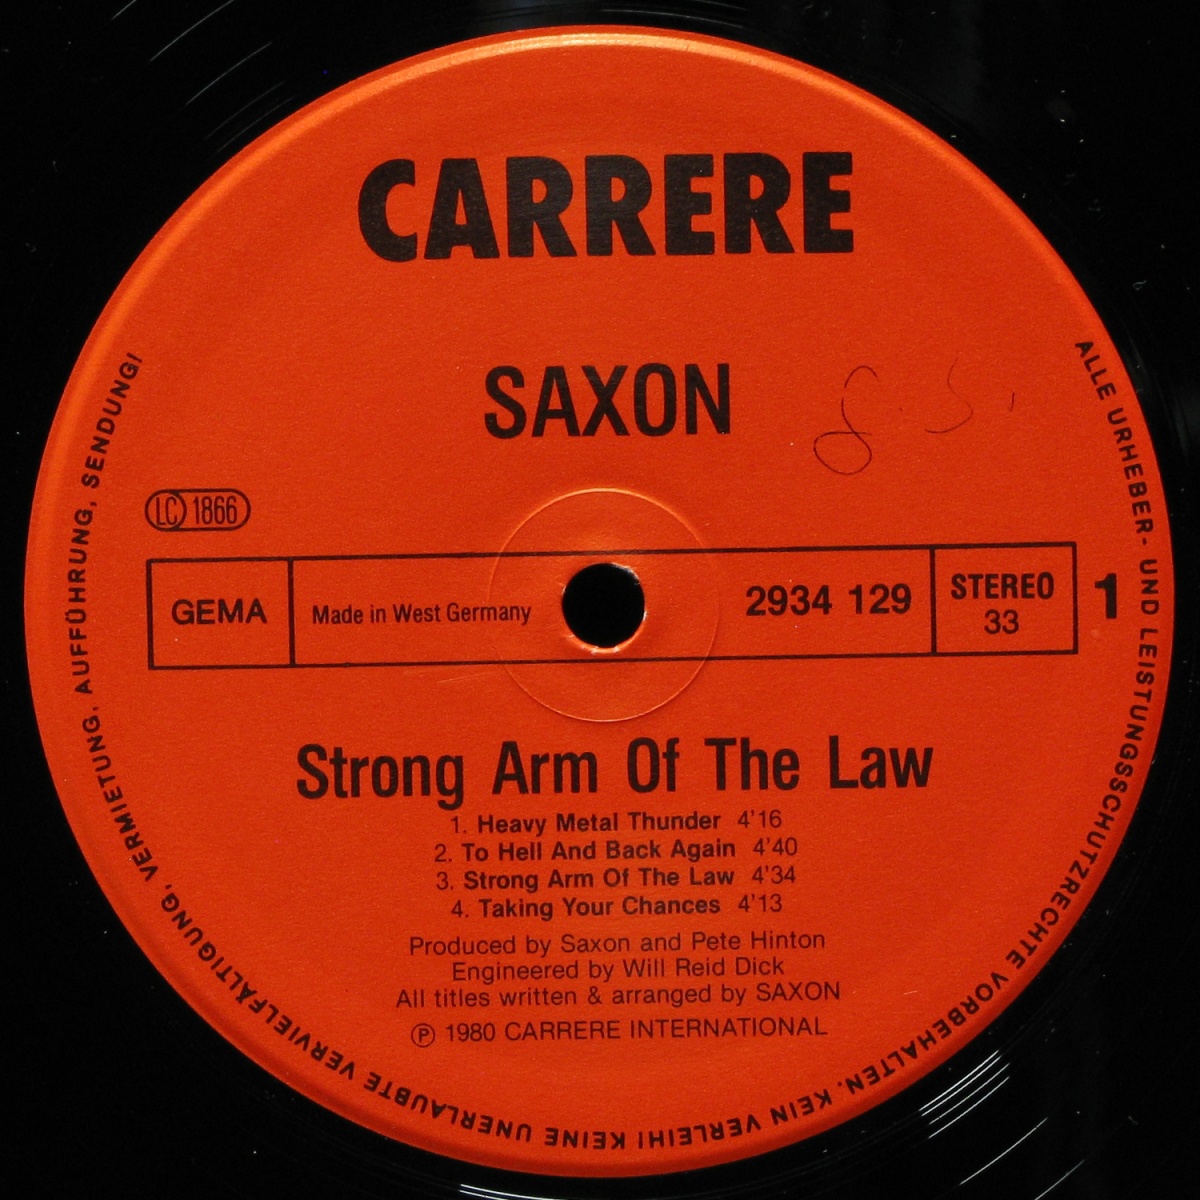 CARRERE
SAXON
LC 1866
GEMA
Made in West Germany
2934 129
STEREO
33
1
Strong Arm Of The Law
1. Heavy Metal Thunder 4'16
2. To Hell And Back Again 4'40
3. Strong Arm Of The Law 4'34
4. Taking Your Chances 4'13
Produced by Saxon and Pete Hinton
Engineered by Will Reid Dick
All titles written & arranged by SAXON
Ⓟ 1980 CARRERE INTERNATIONAL
ALLE URHEBER- UND LEISTUNGSSCHUTZRECHTE VORBEHALTEN. KEIN VERLEIH! KEINE UNERLAUBTE VERVIELFÄLTIGUNG, VERMIETUNG, AUFFÜHRUNG, SENDUNG!